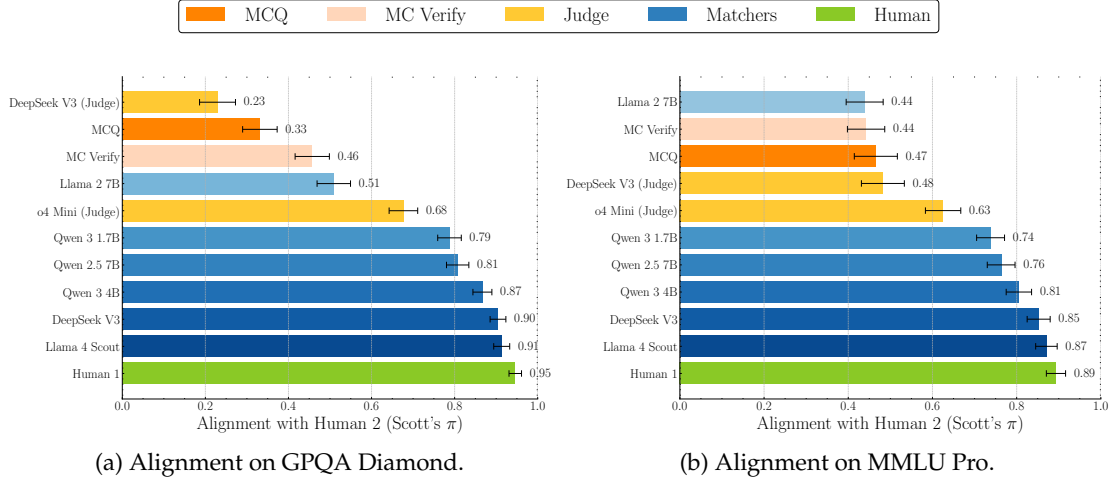 MCQ MC Verify Judge Matchers Human
DeepSeek V3 (Judge) 0.23
MCQ 0.33
MC Verify 0.46
Llama 2 7B 0.51
o4 Mini (Judge) 0.68
Qwen 3 1.7B 0.79
Qwen 2.5 7B 0.81
Qwen 3 4B 0.87
DeepSeek V3 0.90
Llama 4 Scout 0.91
Human 1 0.95
0.0 0.2 0.4 0.6 0.8 1.0
Alignment with Human 2 (Scott's π)
(a) Alignment on GPQA Diamond.
Llama 2 7B 0.44
MC Verify 0.44
MCQ 0.47
DeepSeek V3 (Judge) 0.48
o4 Mini (Judge) 0.63
Qwen 3 1.7B 0.74
Qwen 2.5 7B 0.76
Qwen 3 4B 0.81
DeepSeek V3 0.85
Llama 4 Scout 0.87
Human 1 0.89
0.0 0.2 0.4 0.6 0.8 1.0
Alignment with Human 2 (Scott's π)
(b) Alignment on MMLU Pro.